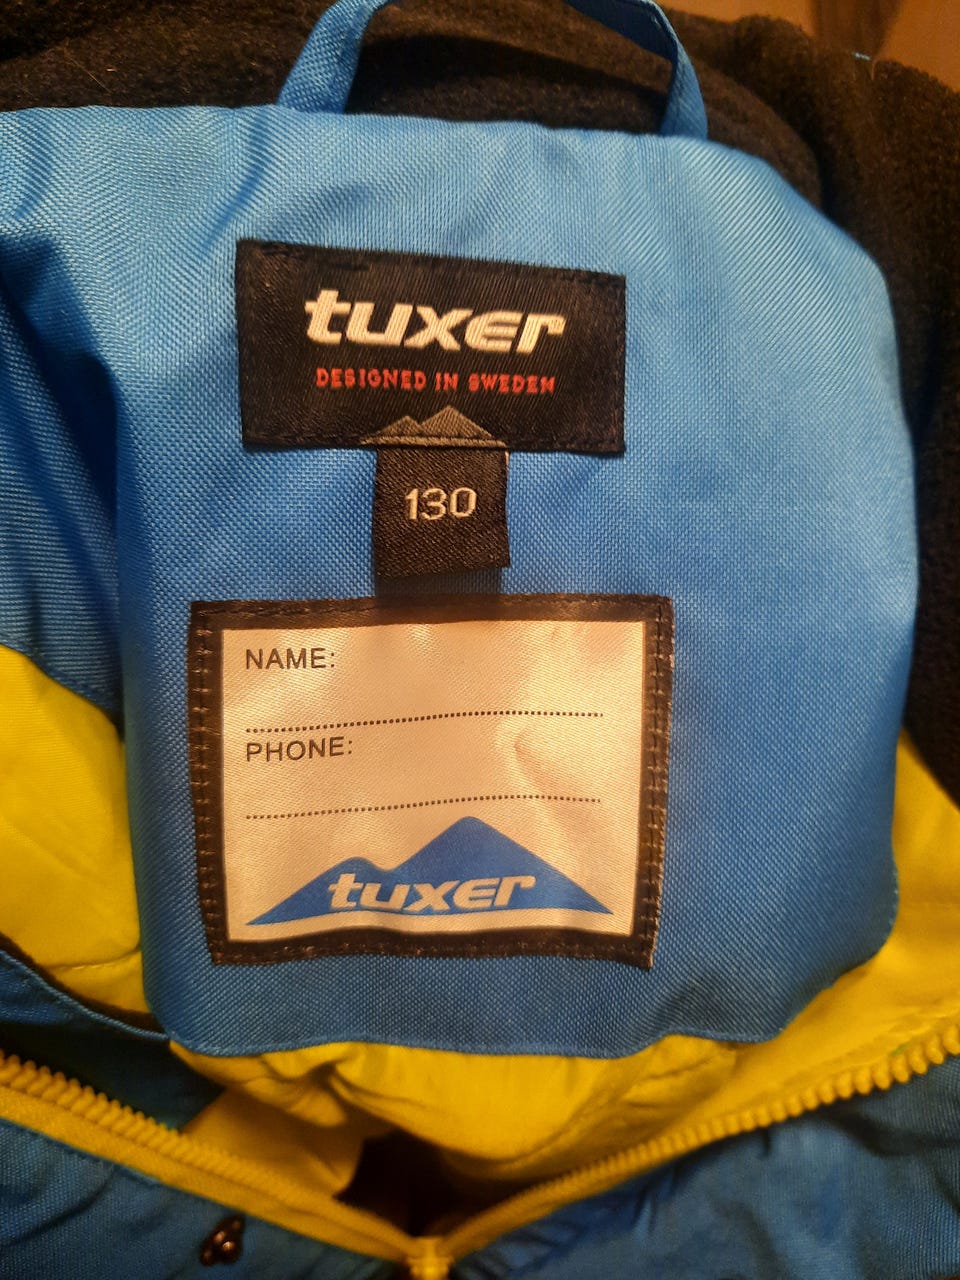 tuxer
DESIGNED IN SWEDEN
130
NAME:
PHONE:
tuxer